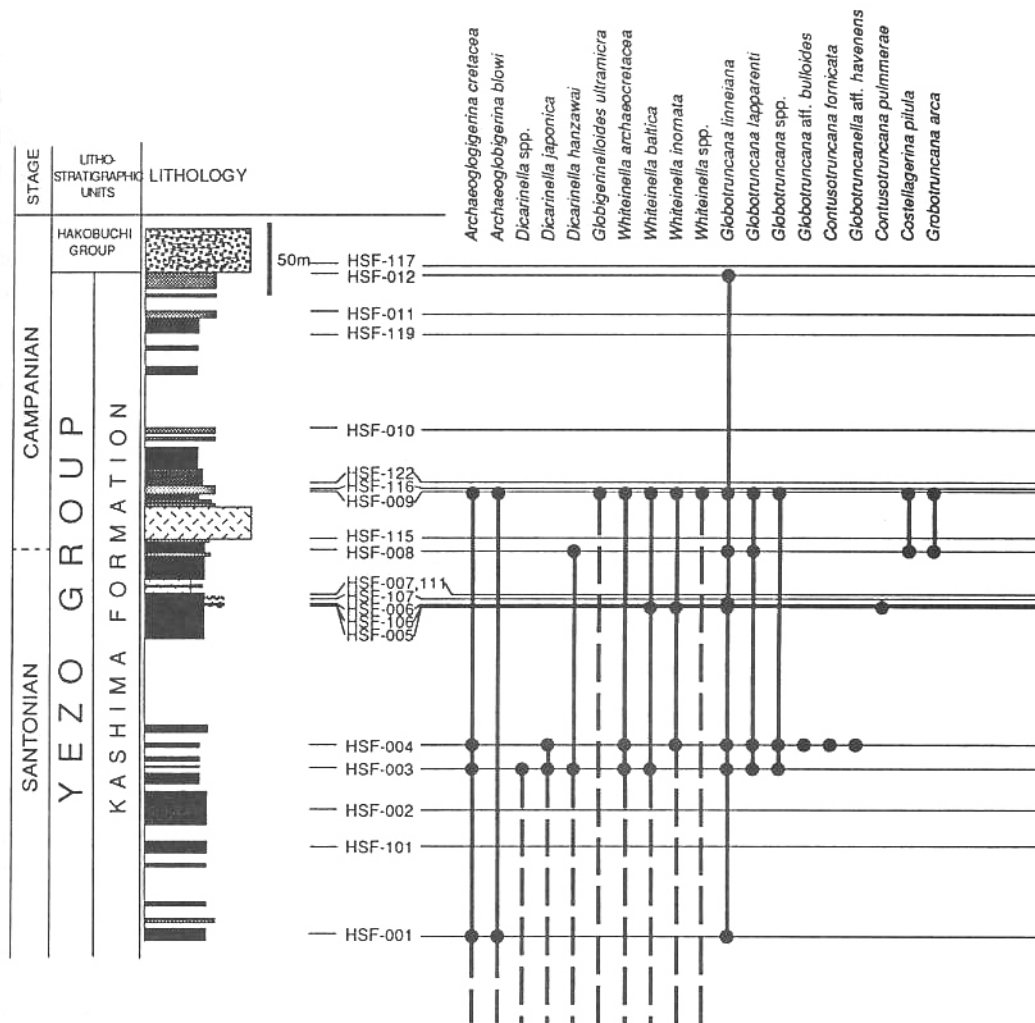 Archaeoglogigerina cretacea
Archaeoglobigerina blowi
Dicarinella spp.
Dicarinella japonica
Dicarinella hanzawai
Globigerinelloides ultramicra
Whiteinella archaeocretacea
Whiteinella baltica
Whiteinella inornata
Whiteinella spp.
Globotruncana linneiana
Globotruncana lapparenti
Globotruncana spp.
Globotruncana aff. bulloides
Contusotruncana fornicata
Globotruncanella aff. havenens
Contusotruncana pulmmerae
Costellagerina pilula
Grobotruncana arca
STAGE
LITHO-
STRATIGRAPHIC
UNITS
LITHOLOGY
HAKOBUCHI
GROUP
50m
CAMPANIAN
SANTONIAN
YEZO GROUP
KASHIMA FORMATION
HSF-117
HSF-012
HSF-011
HSF-119
HSF-010
HSF-122
HSF-116
HSF-009
HSF-115
HSF-008
HSF-007,111
HSF-107
HSF-006
HSF-106
HSF-005
HSF-004
HSF-003
HSF-002
HSF-101
HSF-001